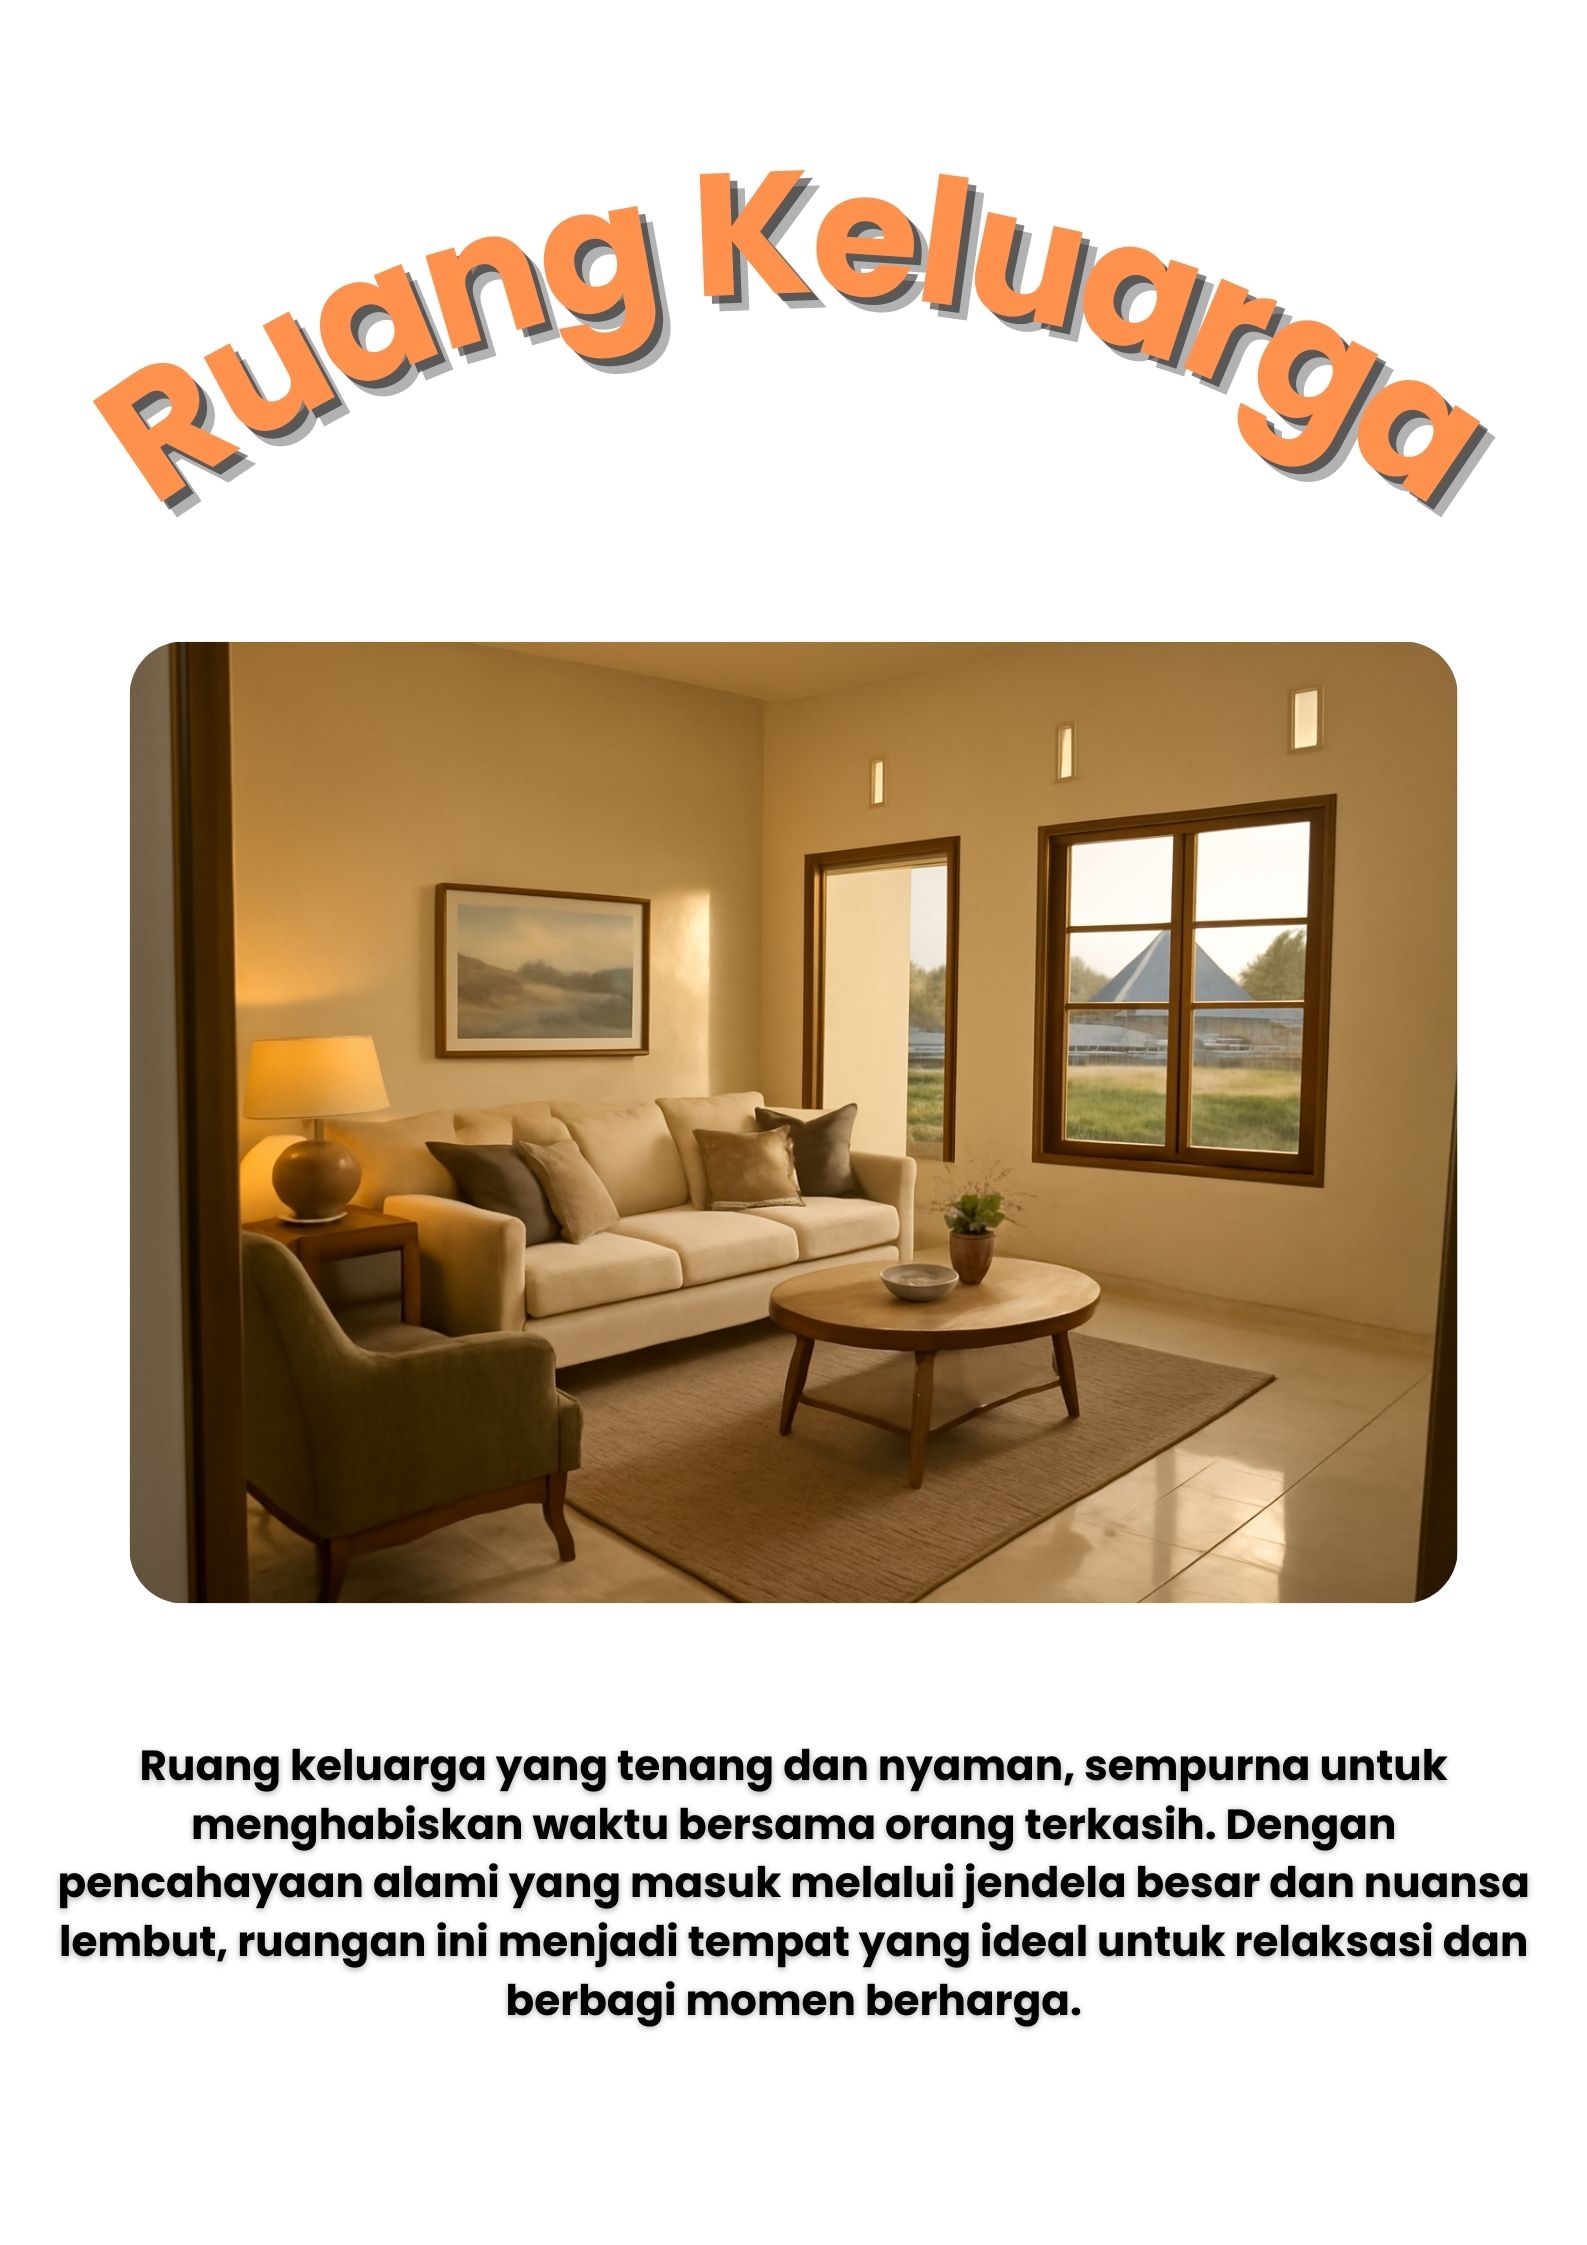 Ruang Keluarga
Ruang keluarga yang tenang dan nyaman, sempurna untuk
menghabiskan waktu bersama orang terkasih. Dengan
pencahayaan alami yang masuk melalui jendela besar dan nuansa
lembut, ruangan ini menjadi tempat yang ideal untuk relaksasi dan
berbagi momen berharga.